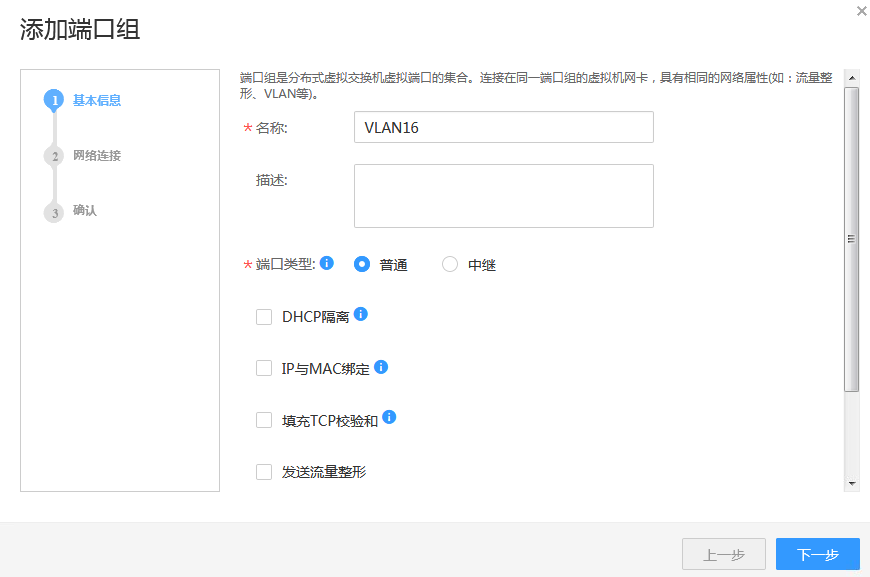 添加端口组
1 基本信息
2 网络连接
3 确认
端口组是分布式虚拟交换机虚拟端口的集合。连接在同一端口组的虚拟机网卡，具有相同的网络属性(如：流量整
形、VLAN等)。
* 名称: VLAN16
描述:
* 端口类型: i 普通 中继
DHCP隔离 i
IP与MAC绑定 i
填充TCP校验和 i
发送流量整形
上一步 下一步